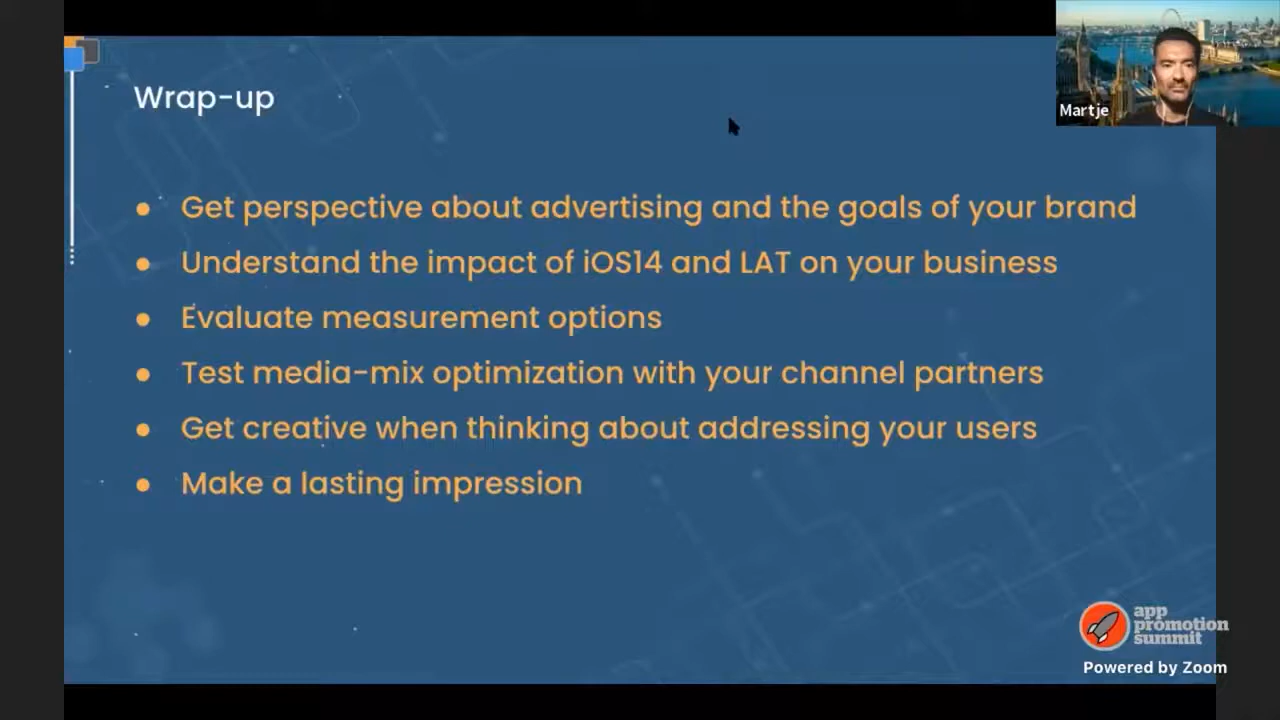 Wrap-up
Martje
● Get perspective about advertising and the goals of your brand
● Understand the impact of iOS14 and LAT on your business
● Evaluate measurement options
● Test media-mix optimization with your channel partners
● Get creative when thinking about addressing your users
● Make a lasting impression
app
promotion
summit
Powered by Zoom